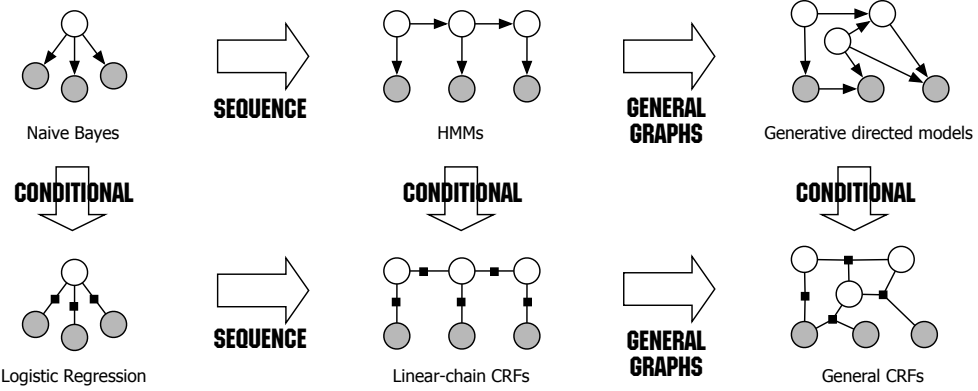 SEQUENCE
GENERAL
GRAPHS
Naive Bayes
HMMs
Generative directed models
CONDITIONAL
CONDITIONAL
CONDITIONAL
SEQUENCE
GENERAL
GRAPHS
Logistic Regression
Linear-chain CRFs
General CRFs